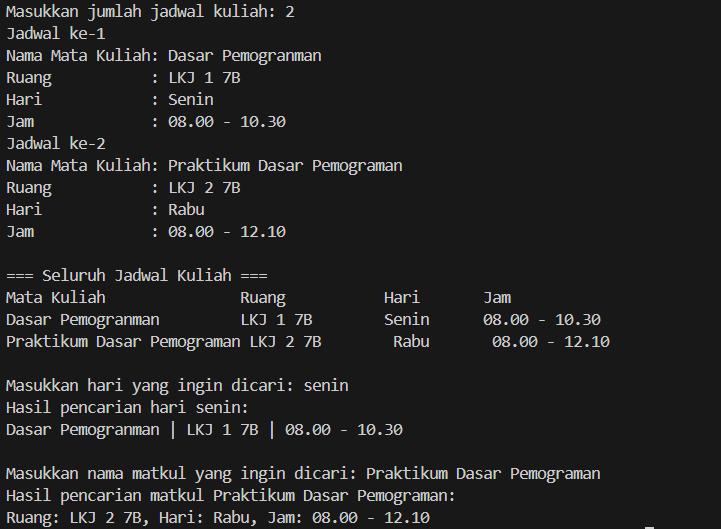 Masukkan jumlah jadwal kuliah: 2
Jadwal ke-1
Nama Mata Kuliah: Dasar Pemogranman
Ruang           : LKJ 1 7B
Hari            : Senin
Jam             : 08.00 - 10.30
Jadwal ke-2
Nama Mata Kuliah: Praktikum Dasar Pemograman
Ruang           : LKJ 2 7B
Hari            : Rabu
Jam             : 08.00 - 12.10
=== Seluruh Jadwal Kuliah ===
Mata Kuliah               Ruang           Hari       Jam
Dasar Pemogranman         LKJ 1 7B        Senin      08.00 - 10.30
Praktikum Dasar Pemograman LKJ 2 7B        Rabu       08.00 - 12.10
Masukkan hari yang ingin dicari: senin
Hasil pencarian hari senin:
Dasar Pemogranman | LKJ 1 7B | 08.00 - 10.30
Masukkan nama matkul yang ingin dicari: Praktikum Dasar Pemograman
Hasil pencarian matkul Praktikum Dasar Pemograman:
Ruang: LKJ 2 7B, Hari: Rabu, Jam: 08.00 - 12.10